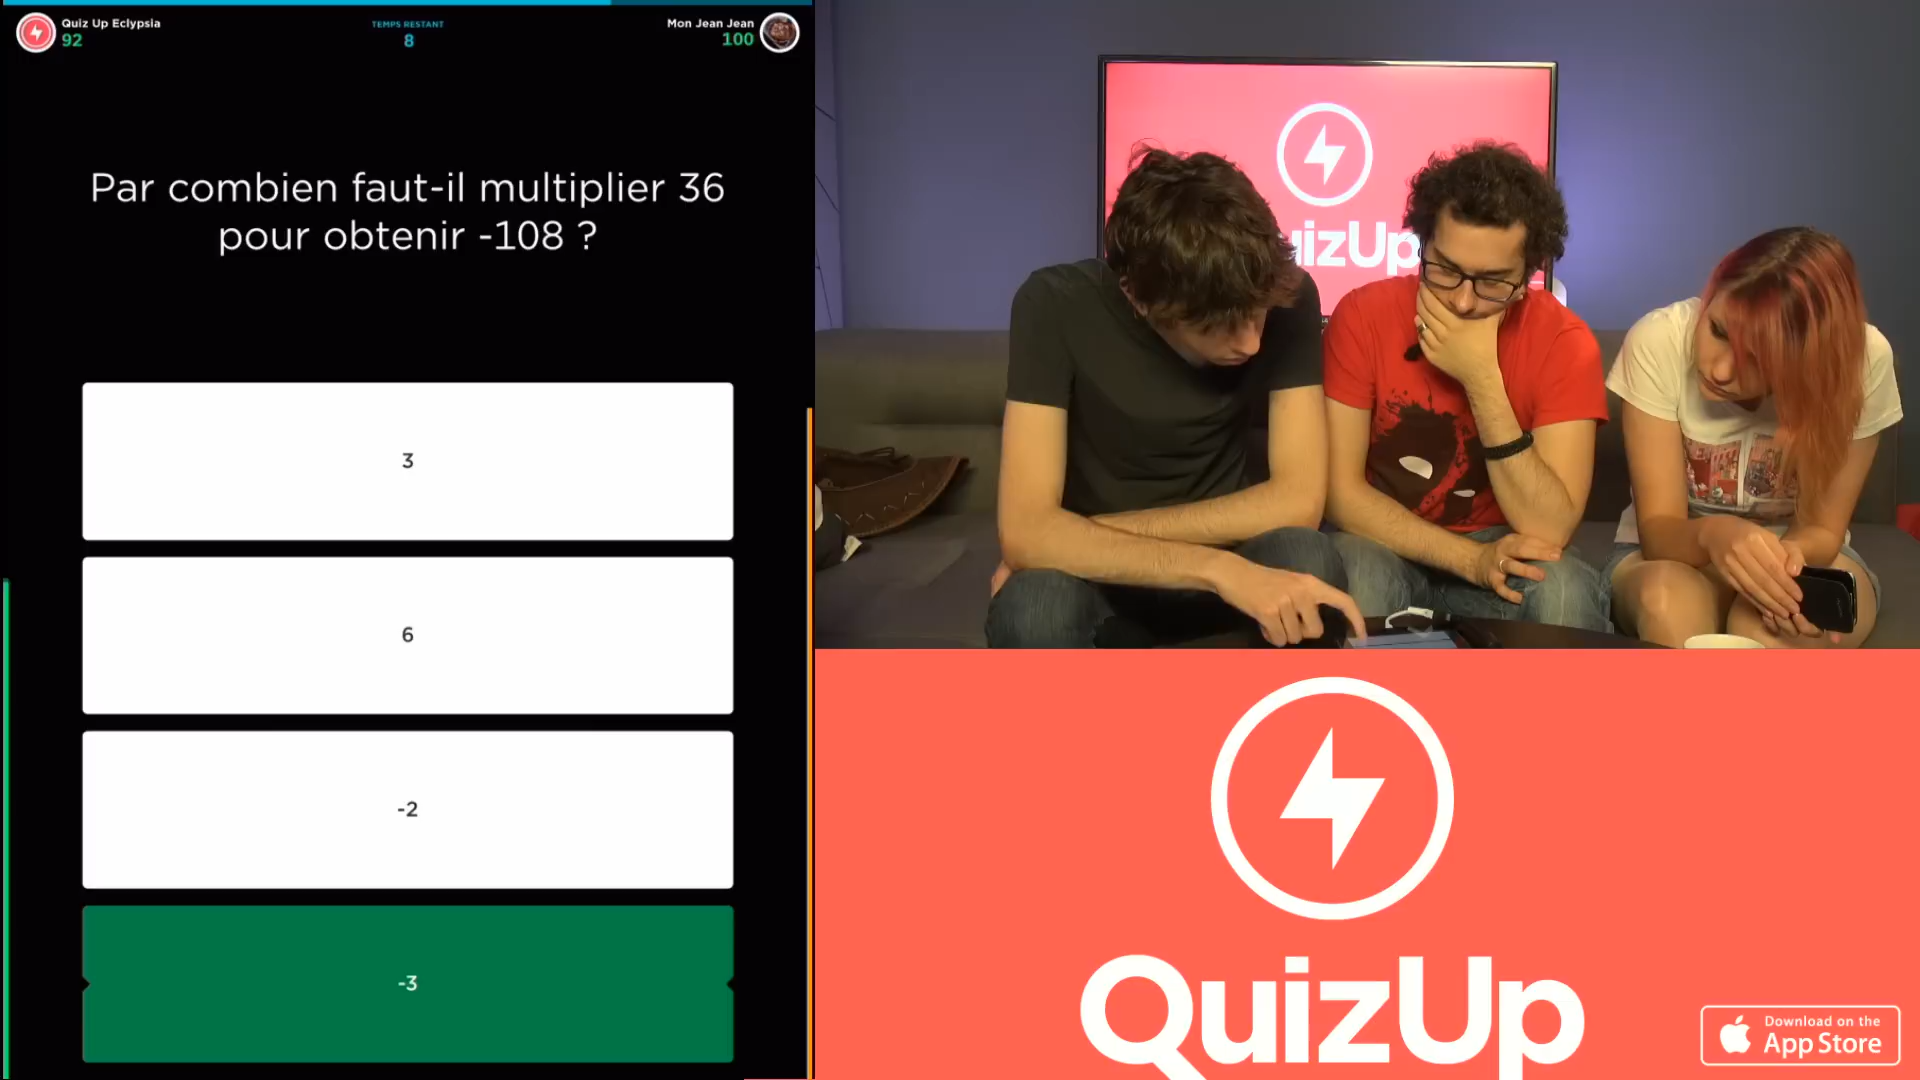 Quiz Up Eclypsia
92
TEMPS RESTANT
8
Mon Jean Jean
100
Par combien faut-il multiplier 36
pour obtenir -108 ?
3
6
-2
-3
izUp
QuizUp
Download on the
App Store